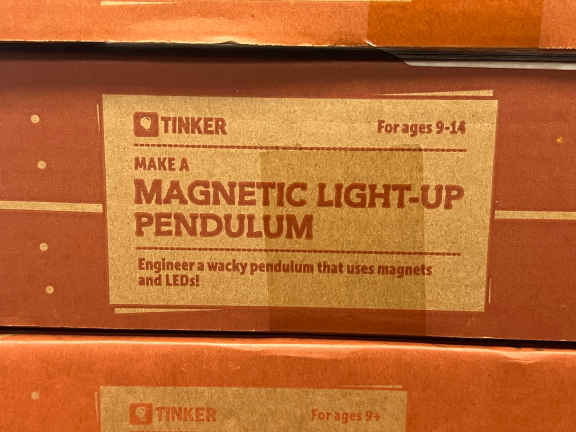 TINKER
For ages 9-14
MAKE A
MAGNETIC LIGHT-UP
PENDULUM
Engineer a wacky pendulum that uses magnets
and LEDs!
TINKER
For ages 9+